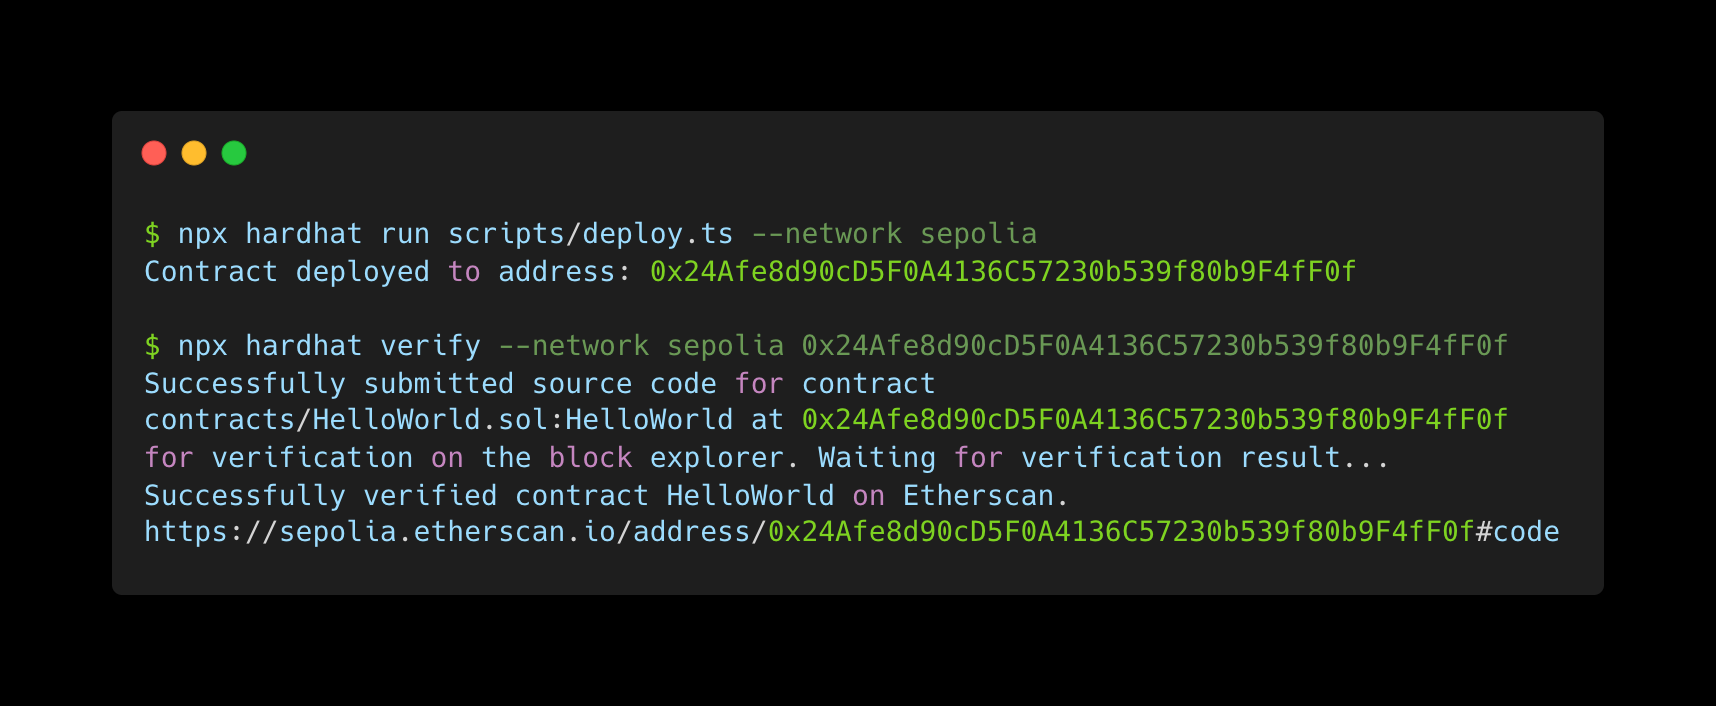 $ npx hardhat run scripts/deploy.ts --network sepolia
Contract deployed to address: 0x24Afe8d90cD5F0A4136C57230b539f80b9F4fF0f
$ npx hardhat verify --network sepolia 0x24Afe8d90cD5F0A4136C57230b539f80b9F4fF0f
Successfully submitted source code for contract
contracts/HelloWorld.sol:HelloWorld at 0x24Afe8d90cD5F0A4136C57230b539f80b9F4fF0f
for verification on the block explorer. Waiting for verification result...
Successfully verified contract HelloWorld on Etherscan.
https://sepolia.etherscan.io/address/0x24Afe8d90cD5F0A4136C57230b539f80b9F4fF0f#code